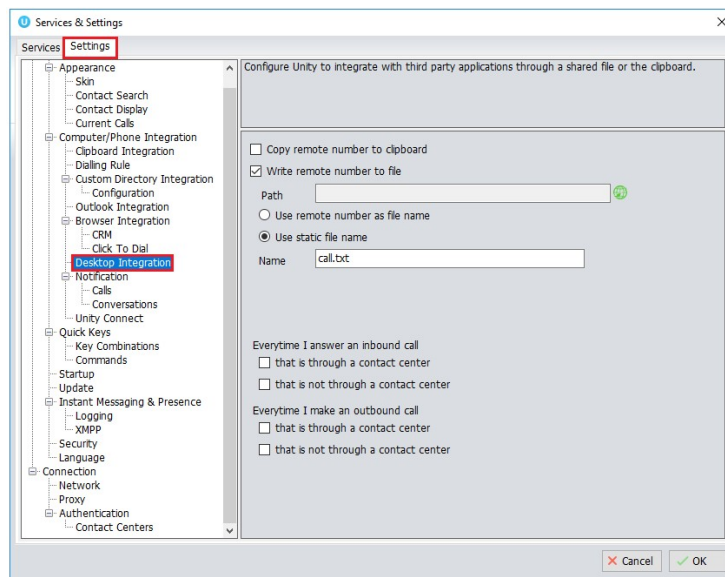 Services & Settings
Services Settings
Appearance
Skin
Contact Search
Contact Display
Current Calls
Computer/Phone Integration
Clipboard Integration
Dialling Rule
Custom Directory Integration
Configuration
Outlook Integration
Browser Integration
CRM
Click To Dial
Desktop Integration
Notification
Calls
Conversations
Unity Connect
Quick Keys
Key Combinations
Commands
Startup
Update
Instant Messaging & Presence
Logging
XMPP
Security
Language
Connection
Network
Proxy
Authentication
Contact Centers
Configure Unity to integrate with third party applications through a shared file or the clipboard.
Copy remote number to clipboard
Write remote number to file
Path
Use remote number as file name
Use static file name
Name call.txt
Everytime I answer an inbound call
that is through a contact center
that is not through a contact center
Everytime I make an outbound call
that is through a contact center
that is not through a contact center
Cancel OK